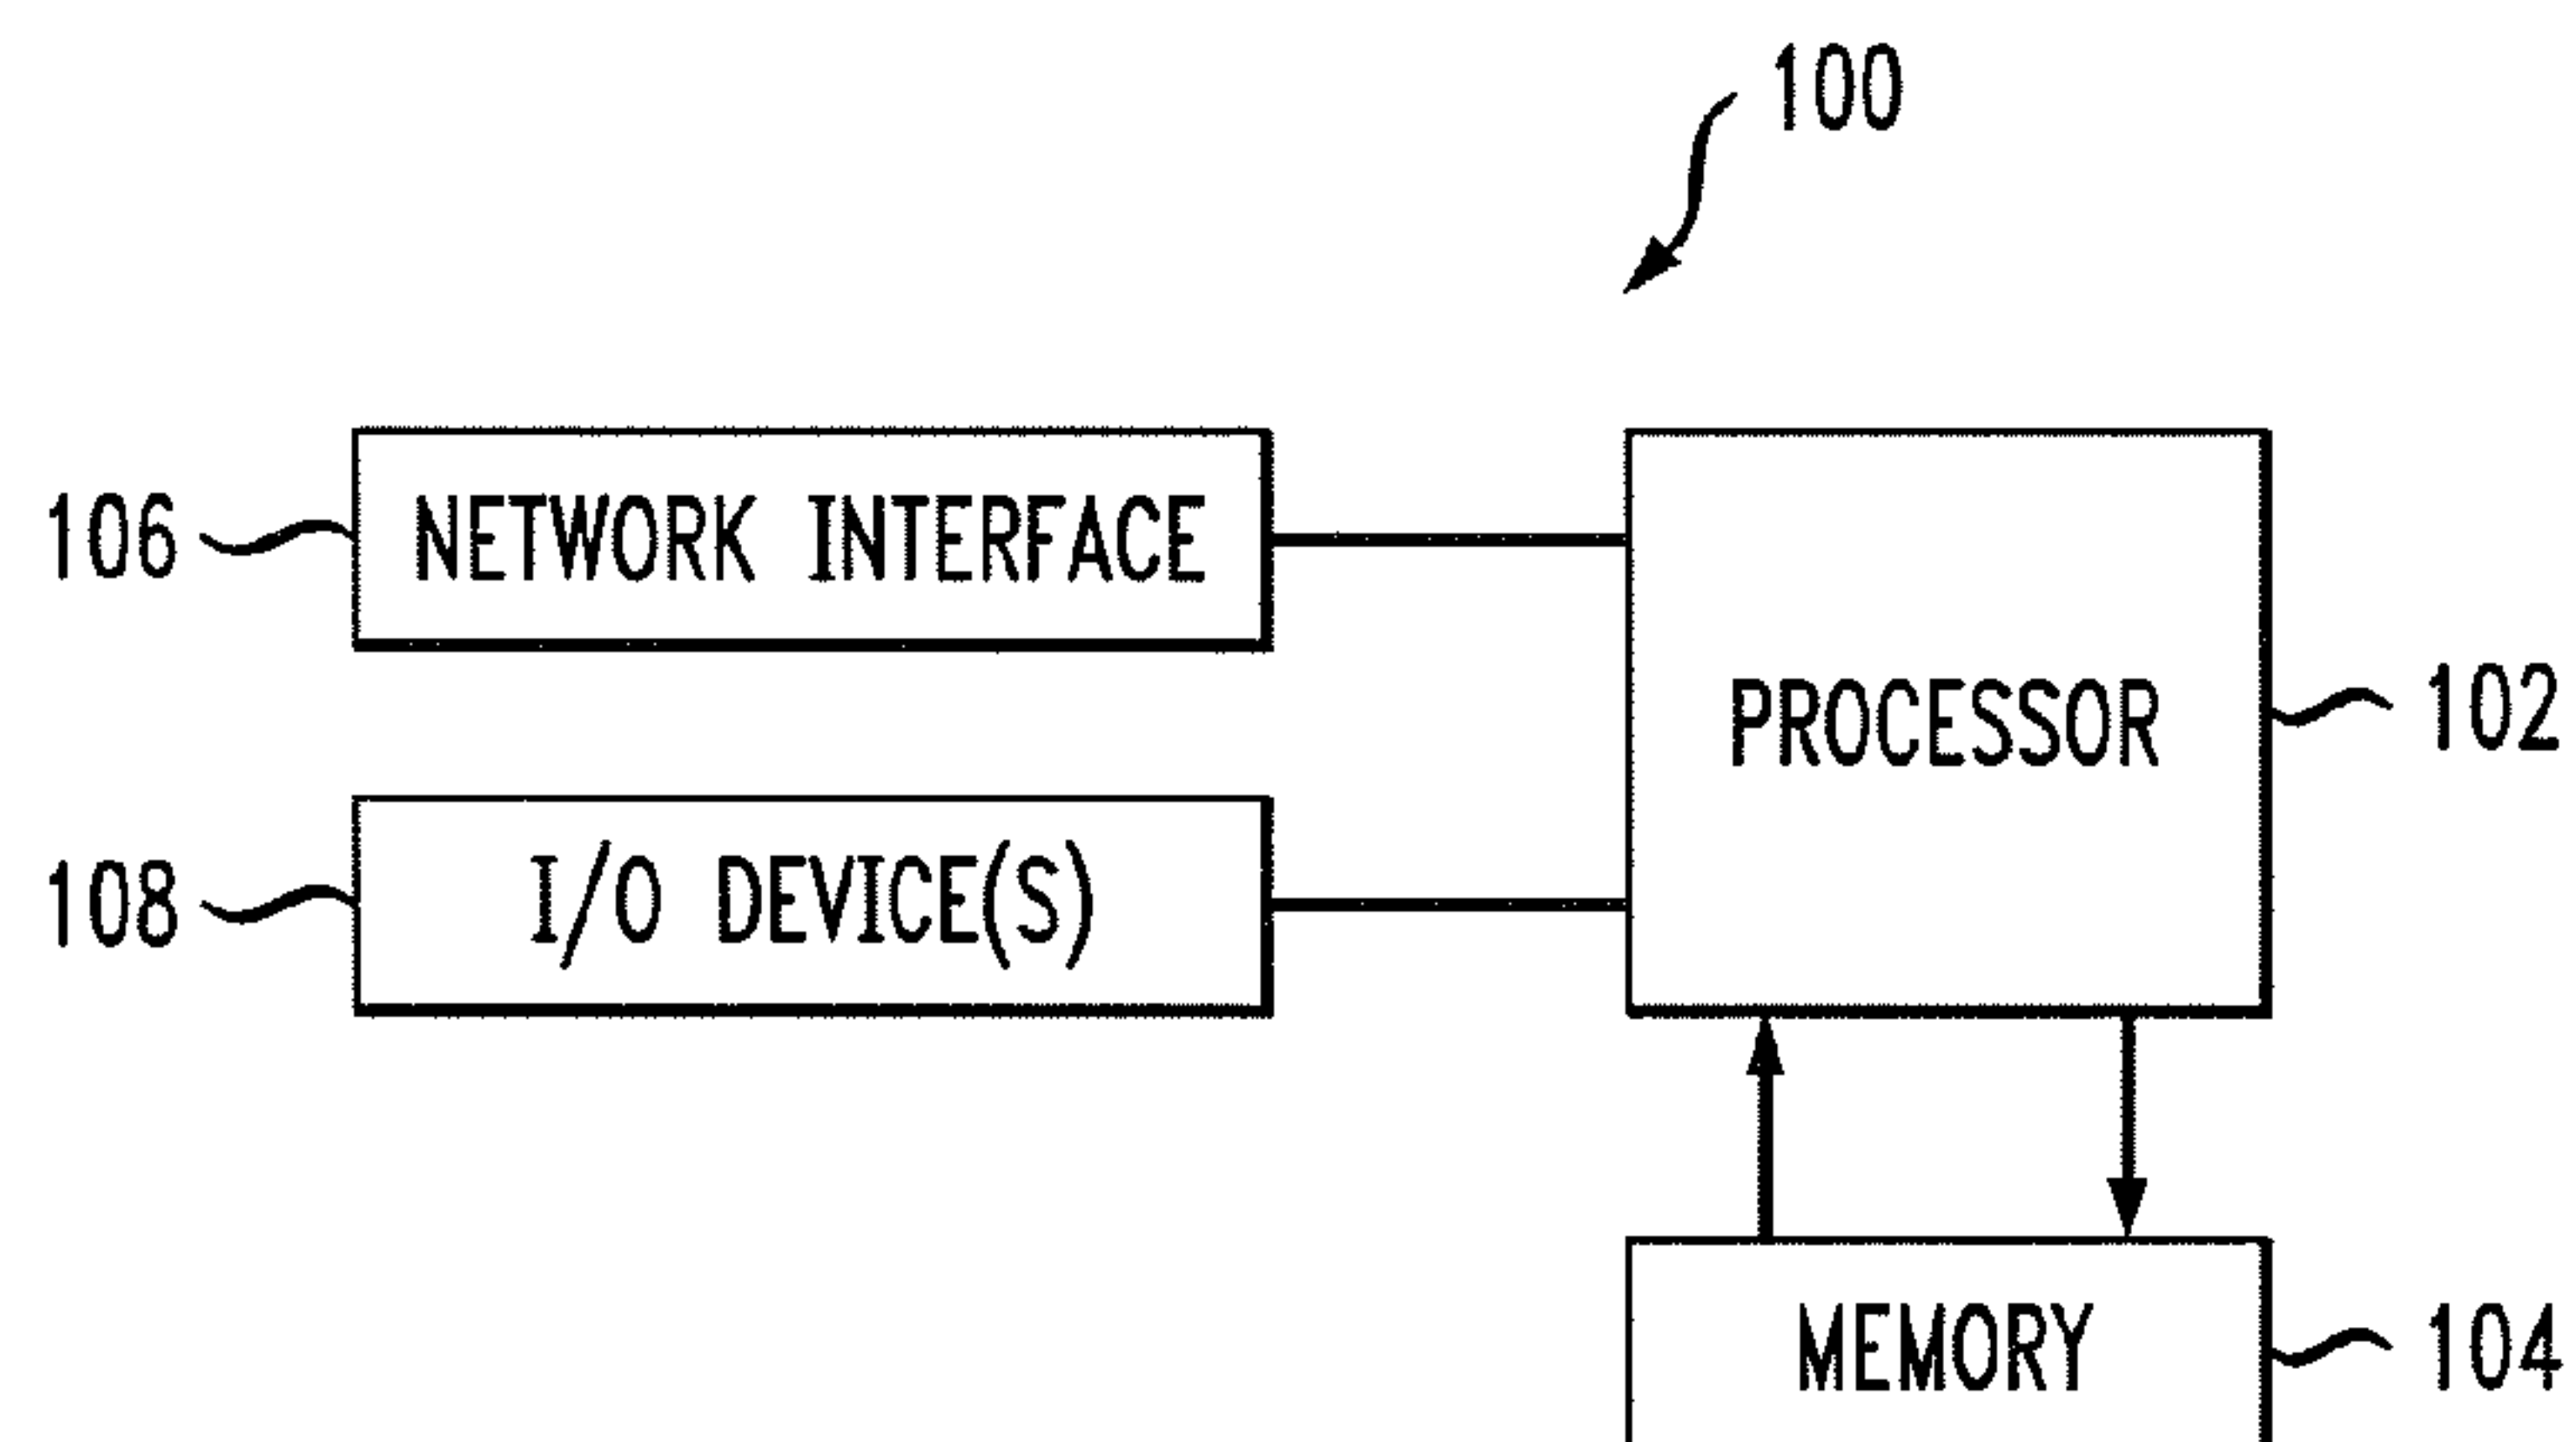 100
106
NETWORK INTERFACE
PROCESSOR
102
108
I/O DEVICE(S)
MEMORY
104